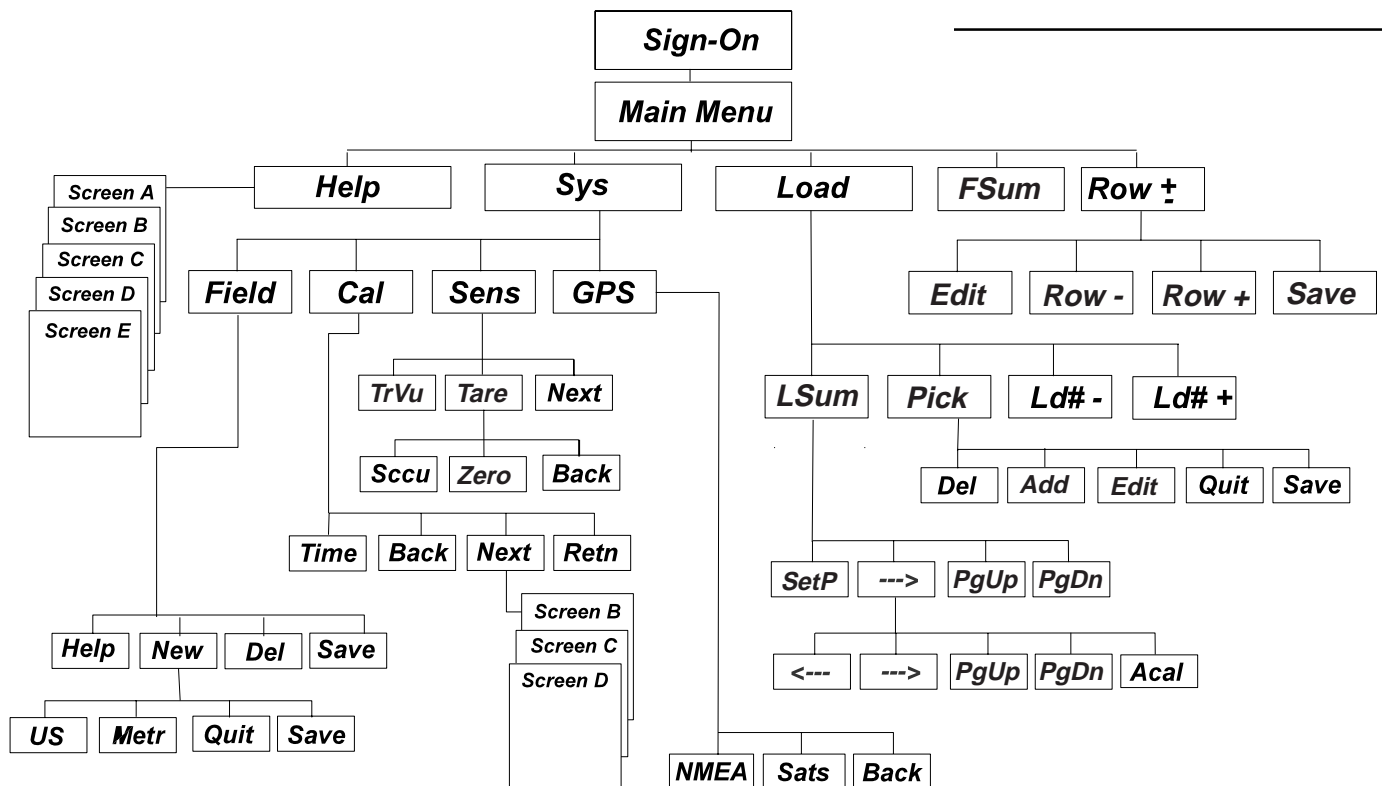 Sign-On
Main Menu
Help Sys Load FSum Row ±
Screen A
Screen B
Screen C
Screen D
Screen E
Field Cal Sens GPS
Edit Row - Row + Save
TrVu Tare Next
LSum Pick Ld# - Ld# +
Sccu Zero Back
Del Add Edit Quit Save
Time Back Next Retn
SetP ---> PgUp PgDn
Screen B
Screen C
Screen D
Help New Del Save
<--- ---> PgUp PgDn Acal
US Metr Quit Save
NMEA Sats Back